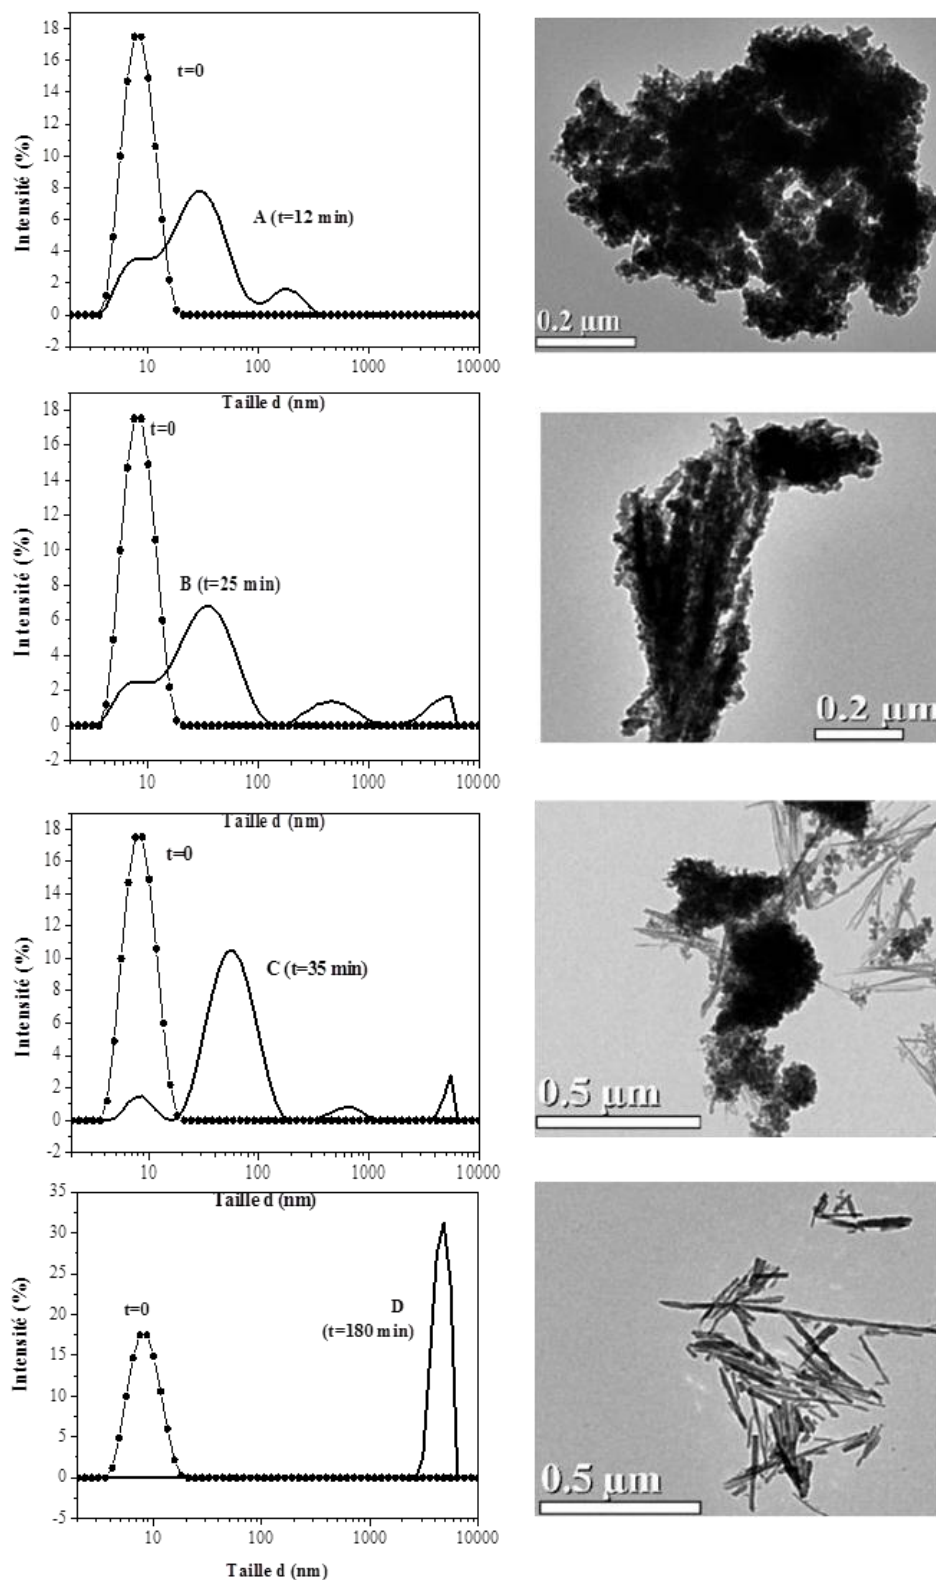 18
16
14
12
10
8
6
4
2
0
-2
Intensité (%)
t=0
A (t=12 min)
10
100
1000
10000
Taille d (nm)
0.2 µm
18
16
14
12
10
8
6
4
2
0
-2
Intensité (%)
t=0
B (t=25 min)
10
100
1000
10000
Taille d (nm)
0.2 µm
18
16
14
12
10
8
6
4
2
0
-2
Intensité (%)
t=0
C (t=35 min)
10
100
1000
10000
Taille d (nm)
0.5 µm
35
30
25
20
15
10
5
0
-5
Intensité (%)
t=0
D
(t=180 min)
10
100
1000
10000
Taille d (nm)
0.5 µm